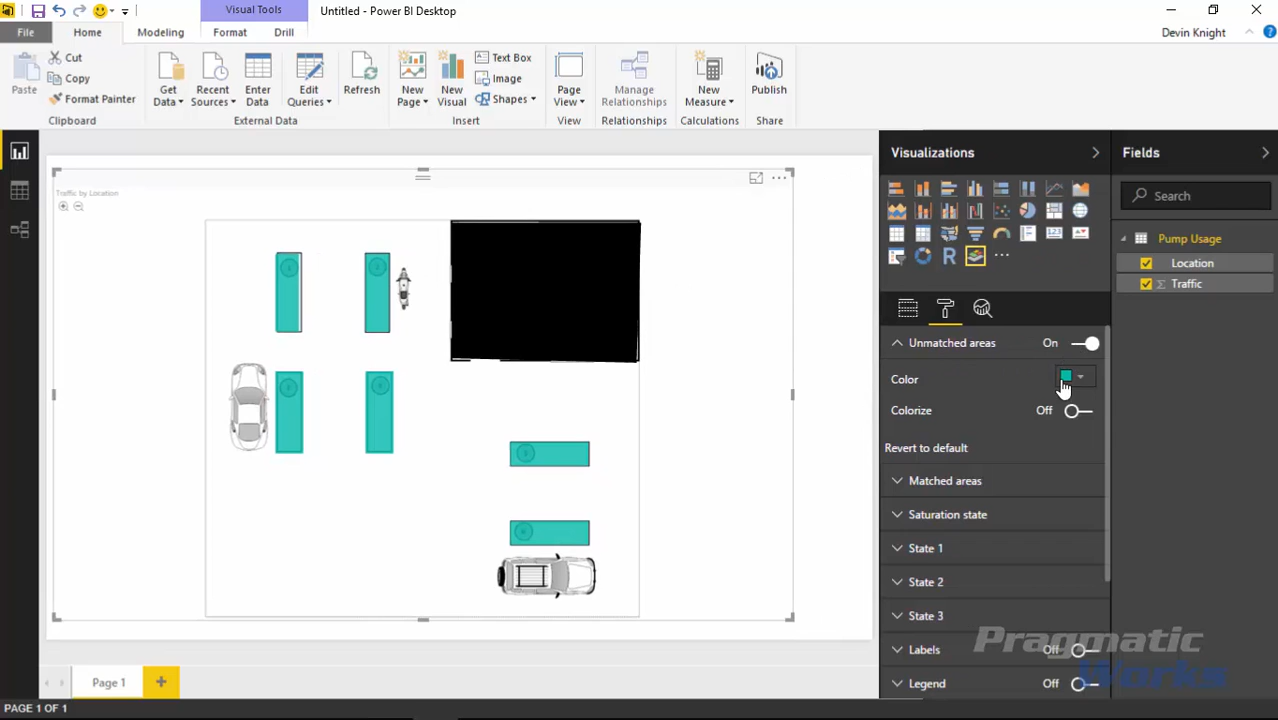 Visual Tools
Untitled - Power BI Desktop
File
Home
Modeling
Format
Drill
Devin Knight
Paste
Cut
Copy
Format Painter
Clipboard
Get Data
Recent Sources
Enter Data
Edit Queries
Refresh
External Data
New Page
New Visual
Text Box
Image
Shapes
Insert
Page View
View
Manage Relationships
Relationships
New Measure
Calculations
Publish
Share
Traffic by Location
Visualizations
Fields
Search
Pump Usage
Location
Traffic
Unmatched areas On
Color
Colorize Off
Revert to default
Matched areas
Saturation state
State 1
State 2
State 3
Labels Off
Legend Off
Pragmatic
Works
Page 1
PAGE 1 OF 1